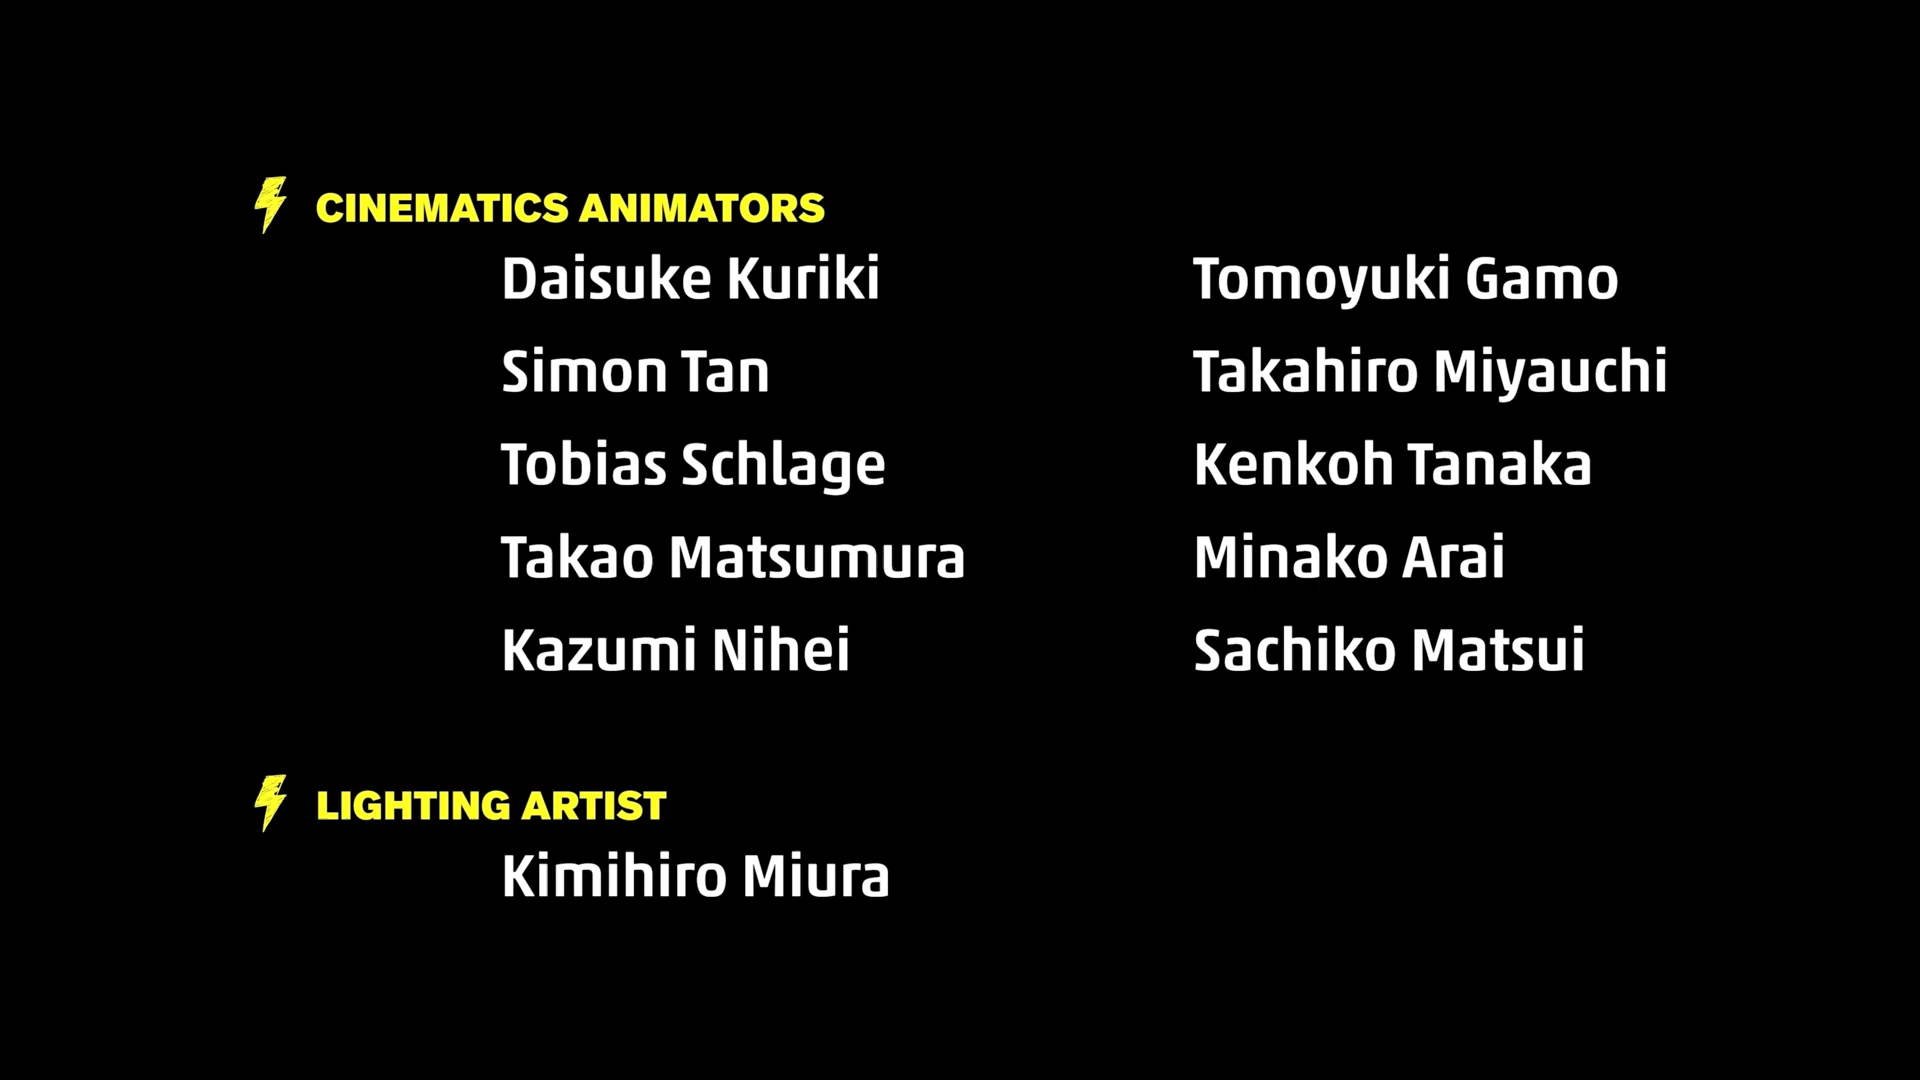 CINEMATICS ANIMATORS
Daisuke Kuriki Tomoyuki Gamo
Simon Tan Takahiro Miyauchi
Tobias Schlage Kenkoh Tanaka
Takao Matsumura Minako Arai
Kazumi Nihei Sachiko Matsui
LIGHTING ARTIST
Kimihiro Miura